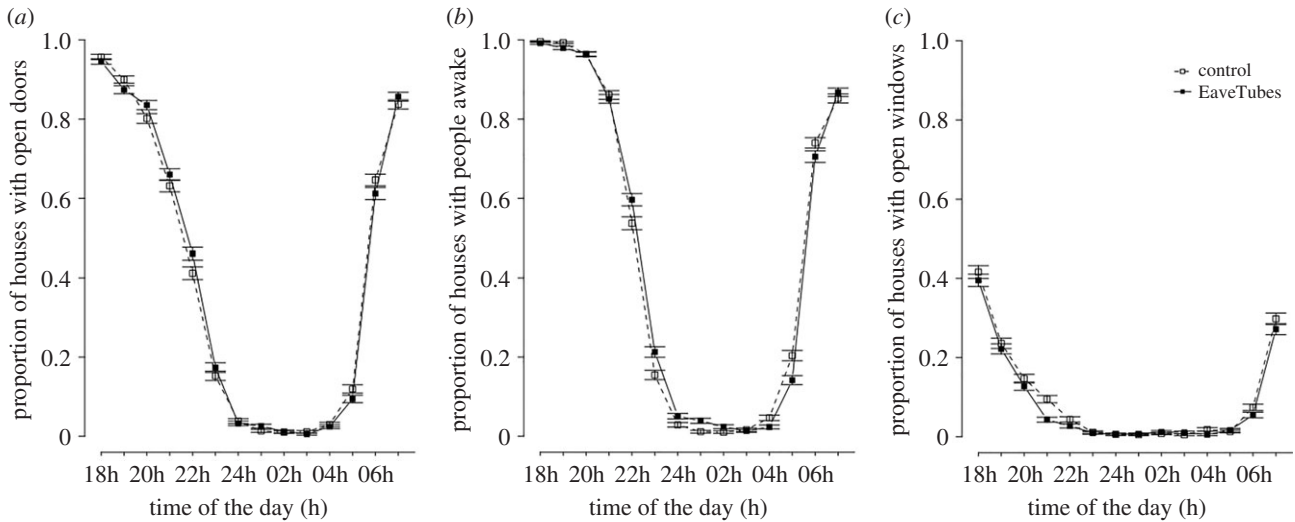 (a)
proportion of houses with open doors
1.0
0.8
0.6
0.4
0.2
0
18h 20h 22h 24h 02h 04h 06h
time of the day (h)
(b)
proportion of houses with people awake
1.0
0.8
0.6
0.4
0.2
0
18h 20h 22h 24h 02h 04h 06h
time of the day (h)
(c)
proportion of houses with open windows
1.0
0.8
0.6
0.4
0.2
0
control
EaveTubes
18h 20h 22h 24h 02h 04h 06h
time of the day (h)